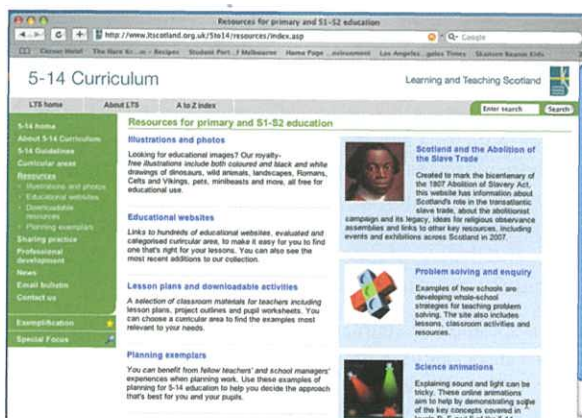 Resources for primary and S1-S2 education
http://www.ltscotland.org.uk/5to14/resources/index.asp
Google
Student Part...f Melbourne
Home Page
Los Angeles
Times
5-14 Curriculum
Learning and Teaching Scotland
LTS home
About LTS
A to Z index
Enter search
Search
5-14 home
About 5-14 Curriculum
5-14 Guidelines
Curricular areas
Resources
- Illustrations and photos
- Educational websites
- Downloadable
resources
- Planning exemplars
Sharing practice
Professional
development
News
Email bulletin
Contact us
Exemplification
Special Focus
Resources for primary and S1-S2 education
Illustrations and photos
Looking for educational images? Our royalty-
free illustrations include both coloured and black and white
drawings of dinosaurs, wild animals, landscapes, Romans,
Celts and Vikings, pets, minibeasts and more, all free for
educational use.
Educational websites
Links to hundreds of educational websites, evaluated and
categorised curricular area, to make it easy for you to find
one that's right for your lessons. You can also see the
most recent additions to our collection.
Lesson plans and downloadable activities
A selection of classroom materials for teachers including
lesson plans, project outlines and pupil worksheets. You
can choose a curricular area to find the examples most
relevant to your needs.
Planning exemplars
You can benefit from fellow teachers' and school managers'
experiences when planning work. Use these examples of
planning for 5-14 education to help you decide the approach
that's best for you and your pupils.
Scotland and the Abolition of
the Slave Trade
Created to mark the bicentenary of
the 1807 Abolition of Slavery Act,
this website has information about
Scotland's role in the transatlantic
slave trade, about the abolitionist
campaign and its legacy, ideas for religious observance
assemblies and links to other key resources, including
events and exhibitions across Scotland in 2007.
Problem solving and enquiry
Examples of how schools are
developing whole-school
strategies for teaching problem
solving. The site also includes
lessons, classroom activities and
resources.
Science animations
Explaining sound and light can be
tricky. These online animations
aim to help by demonstrating some
of the key concepts covered in